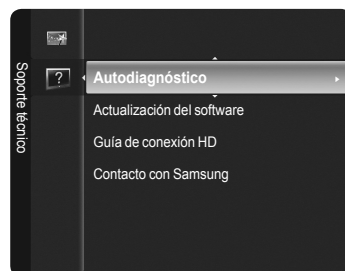 Soporte técnico
?
Autodiagnóstico
Actualización del software
Guía de conexión HD
Contacto con Samsung